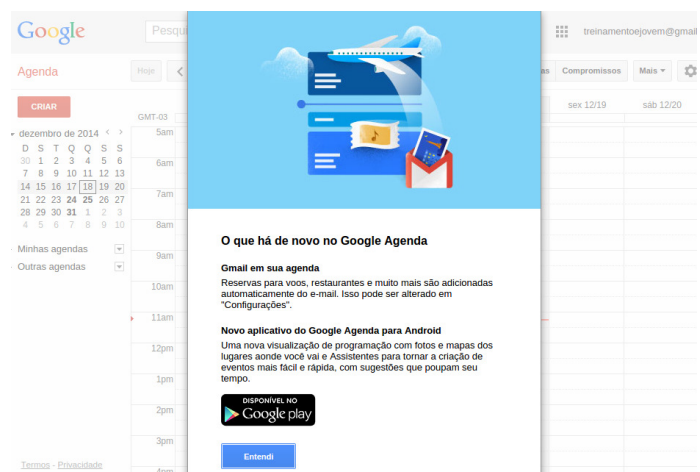 Google
Pesqui
treinamentoejovem@gmail
Agenda
Hoje
as
Compromissos
Mais
CRIAR
sex 12/19
sáb 12/20
GMT-03
dezembro de 2014
D S T Q Q S S
30 1 2 3 4 5 6
7 8 9 10 11 12 13
14 15 16 17 18 19 20
21 22 23 24 25 26 27
28 29 30 31 1 2 3
4 5 6 7 8 9 10
Minhas agendas
Outras agendas
5am
6am
7am
8am
9am
10am
11am
12pm
1pm
2pm
3pm
4pm
O que há de novo no Google Agenda
Gmail em sua agenda
Reservas para voos, restaurantes e muito mais são adicionadas
automaticamente do e-mail. Isso pode ser alterado em
"Configurações".
Novo aplicativo do Google Agenda para Android
Uma nova visualização de programação com fotos e mapas dos
lugares aonde você vai e Assistentes para tornar a criação de
eventos mais fácil e rápida, com sugestões que poupam seu
tempo.
DISPONÍVEL NO
Google play
Entendi
Termos - Privacidade